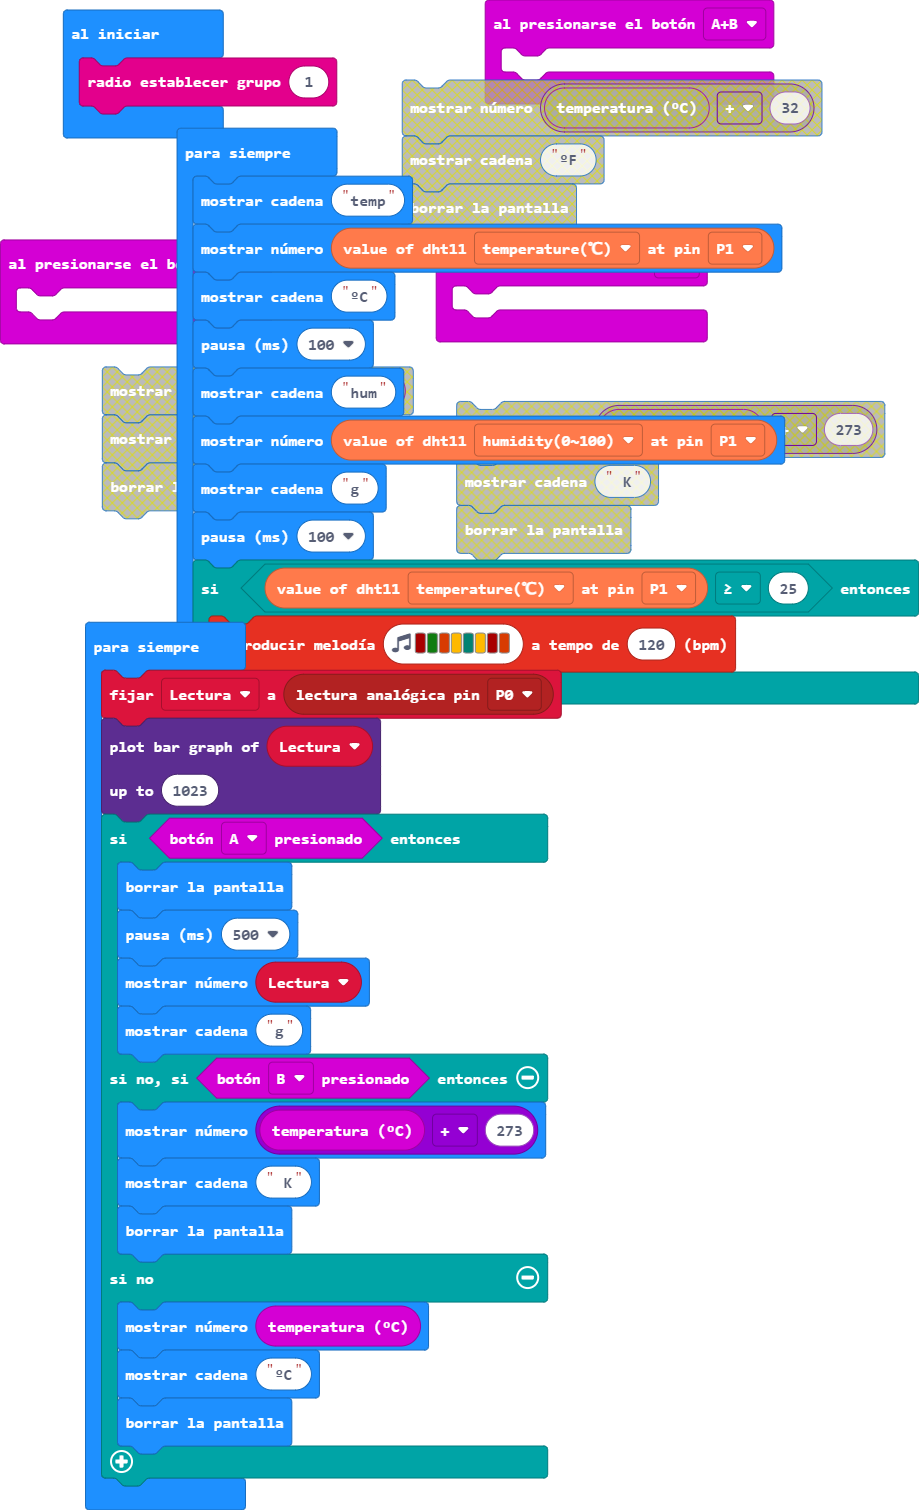 al iniciar
radio establecer grupo 1
al presionarse el botón A+B
mostrar número temperatura (ºC) + 32
mostrar cadena "ºF"
borrar la pantalla
para siempre
mostrar cadena "temp"
mostrar número value of dht11 temperature(℃) at pin P1
al presionarse el
mostrar cadena "ºC"
pausa (ms) 100
mostrar
mostrar cadena "hum"
mostrar
mostrar número value of dht11 humidity(0~100) at pin P1
273
borrar
mostrar cadena "g"
mostrar cadena " K"
pausa (ms) 100
borrar la pantalla
si value of dht11 temperature(℃) at pin P1 ≥ 25 entonces
melodía a tempo de 120 (bpm)
para siempre
fijar Lectura a lectura analógica pin P0
plot bar graph of Lectura
up to 1023
si botón A presionado entonces
borrar la pantalla
pausa (ms) 500
mostrar número Lectura
mostrar cadena "g"
si no, si botón B presionado entonces
mostrar número temperatura (ºC) + 273
mostrar cadena " K"
borrar la pantalla
si no
mostrar número temperatura (ºC)
mostrar cadena "ºC"
borrar la pantalla